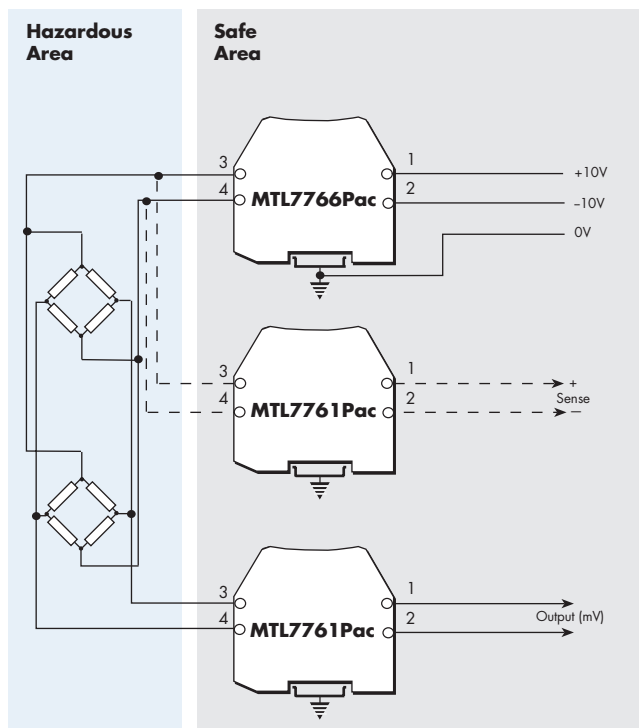 Hazardous
Area
Safe
Area
3
4
MTL7766Pac
1
2
+10V
–10V
0V
3
4
MTL7761Pac
1
2
+
Sense
–
3
4
MTL7761Pac
1
2
Output (mV)